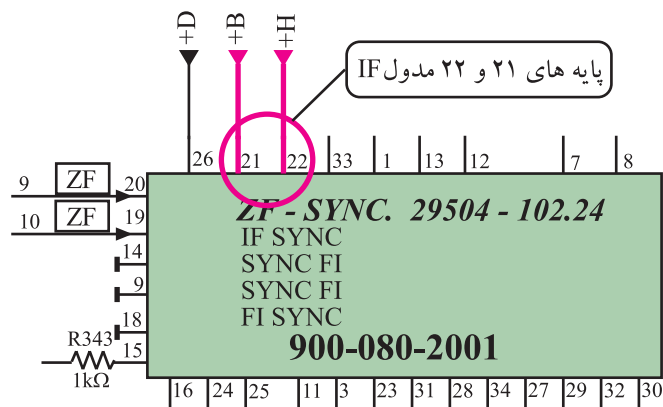 +D +B +H
پایه های ۲۱ و ۲۲ مدول IF
26 21 22 33 1 13 12 7 8
9 ZF 20
10 ZF 19
14
9
18
R343 15
1kΩ
ZF - SYNC. 29504 - 102.24
IF SYNC
SYNC FI
SYNC FI
FI SYNC
900-080-2001
16 24 25 11 3 23 31 28 34 27 29 32 30